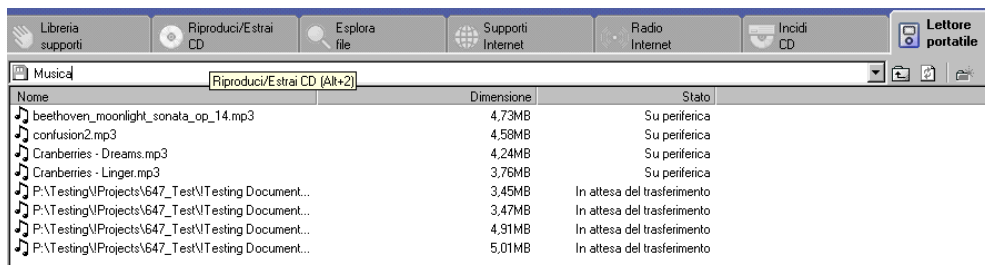 Libreria supporti
Riproduci/Estrai CD
Esplora file
Supporti Internet
Radio Internet
Incidi CD
Lettore portatile
Musica
Riproduci/Estrai CD (Alt+2)
Nome Dimensione Stato
beethoven_moonlight_sonata_op_14.mp3 4,73MB Su periferica
confusion2.mp3 4,58MB Su periferica
Cranberries - Dreams.mp3 4,24MB Su periferica
Cranberries - Linger.mp3 3,76MB Su periferica
P:\Testing\!Projects\647_Test\!Testing Document... 3,45MB In attesa del trasferimento
P:\Testing\!Projects\647_Test\!Testing Document... 3,47MB In attesa del trasferimento
P:\Testing\!Projects\647_Test\!Testing Document... 4,91MB In attesa del trasferimento
P:\Testing\!Projects\647_Test\!Testing Document... 5,01MB In attesa del trasferimento